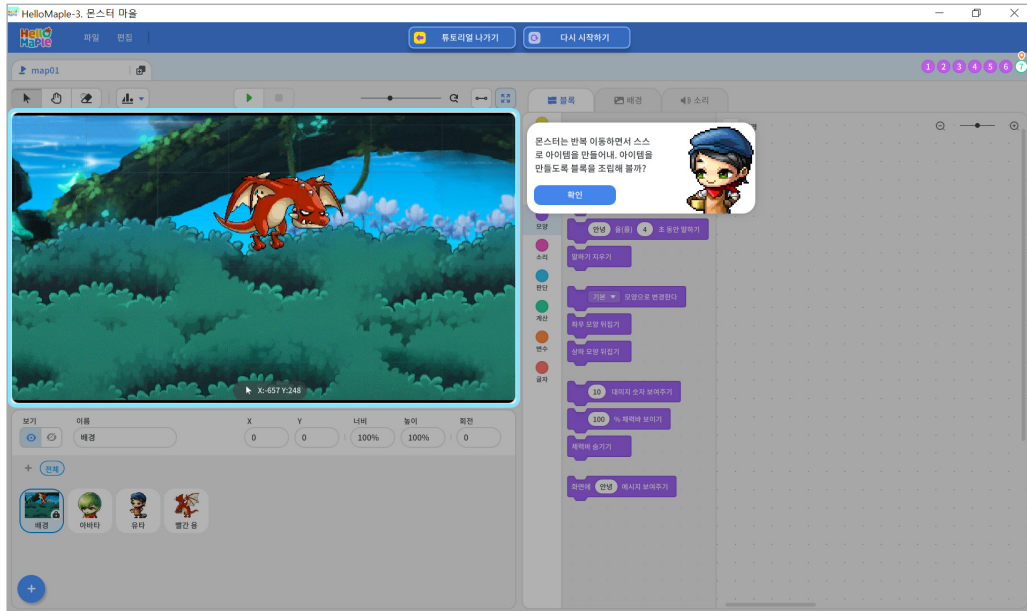 HelloMaple-3. 몬스터 마을
Hello Maple
파일 편집
튜토리얼 나가기
다시 시작하기
map01
1 2 3 4 5 6 7
블록 배경 소리
몬스터는 반복 이동하면서 스스
로 아이템을 만들어내. 아이템을
만들도록 블록을 조립해 볼까?
확인
모양
소리
판단
계산
변수
글자
안녕 을(를) 4 초 동안 말하기
말하기 지우기
기본 모양으로 변경한다
좌우 모양 뒤집기
상하 모양 뒤집기
10 데미지 숫자 보여주기
100 % 체력바 보이기
체력바 숨기기
화면에 안녕 메시지 보여주기
X:-657 Y:248
보기 이름 X Y 너비 높이 회전
배경 0 0 100% 100% 0
전체
배경 아바타 유타 빨간 용